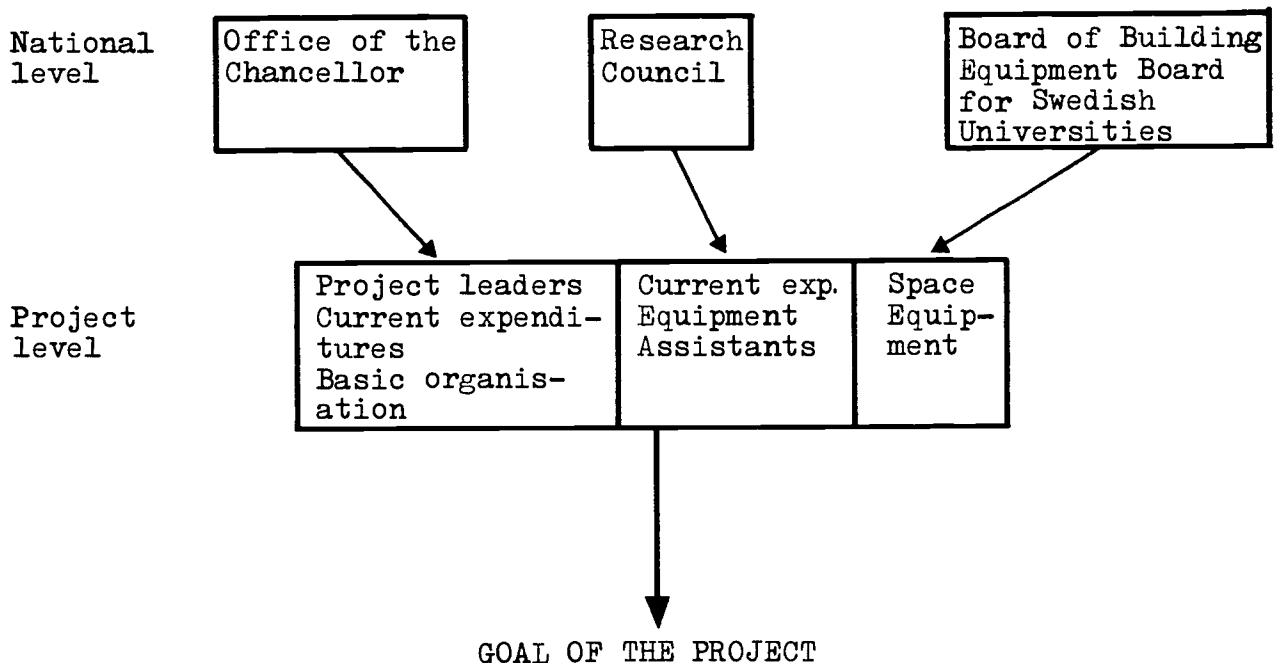 National
level
Office of the
Chancellor
Research
Council
Board of Building
Equipment Board
for Swedish
Universities
Project
level
Project leaders
Current expendi-
tures
Basic organis-
ation
Current exp.
Equipment
Assistants
Space
Equip-
ment
GOAL OF THE PROJECT